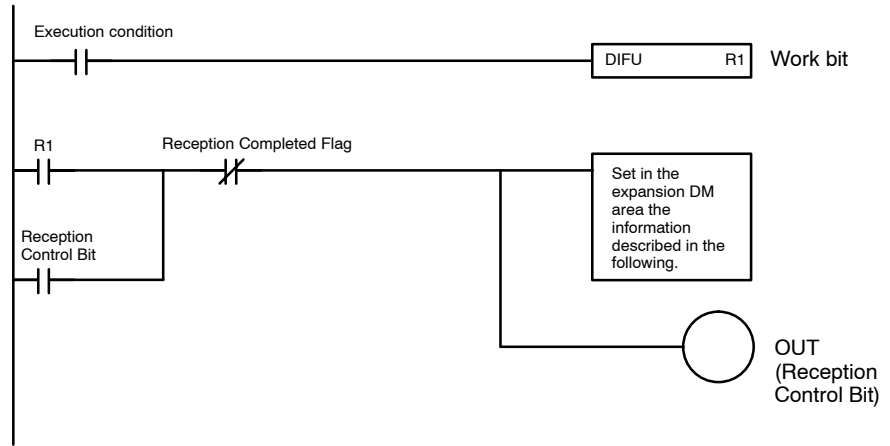 Execution condition
DIFU R1
Work bit
R1
Reception Completed Flag
Set in the
expansion DM
area the
information
described in the
following.
Reception
Control Bit
OUT
(Reception
Control Bit)